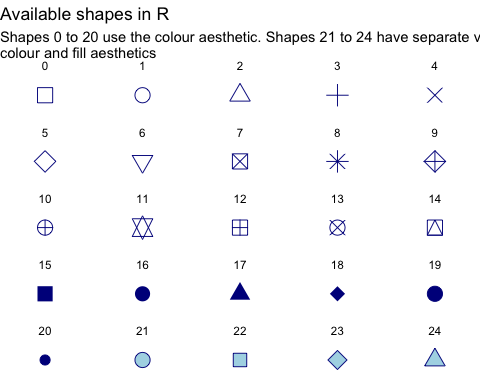 Available shapes in R
Shapes 0 to 20 use the colour aesthetic. Shapes 21 to 24 have separate v
colour and fill aesthetics
0 1 2 3 4
5 6 7 8 9
10 11 12 13 14
15 16 17 18 19
20 21 22 23 24